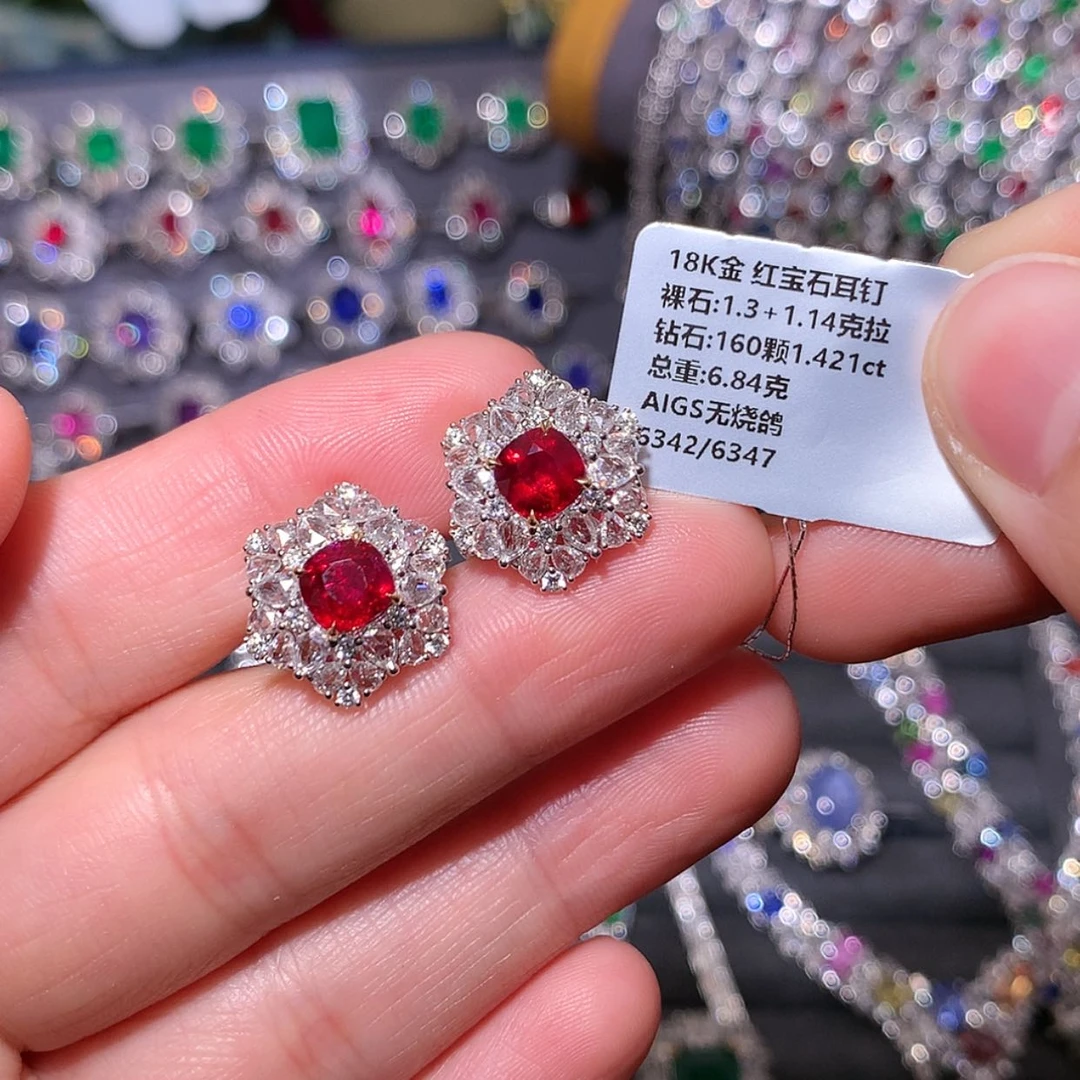 18K金 红宝石耳钉
裸石:1.3+1.14克拉
钻石:160颗1.421ct
总重:6.84克
AIGS无烧鸽
6342/6347